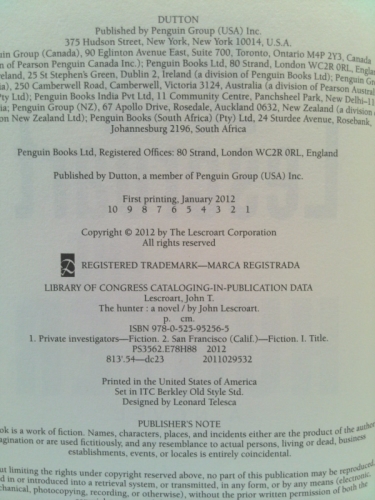 DUTTON
Published by Penguin Group (USA) Inc.
375 Hudson Street, New York, New York 10014, U.S.A.
uin Group (Canada), 90 Eglinton Avenue East, Suite 700, Toronto, Ontario M4P 2Y3, Canada
n of Pearson Penguin Canada Inc.); Penguin Books Ltd, 80 Strand, London WC2R 0RL, England
eland, 25 St Stephen's Green, Dublin 2, Ireland (a division of Penguin Books Ltd); Penguin Gr
ia), 250 Camberwell Road, Camberwell, Victoria 3124, Australia (a division of Pearson Austral
Pty Ltd); Penguin Books India Pvt Ltd, 11 Community Centre, Panchsheel Park, New Delhi–11
ia; Penguin Group (NZ), 67 Apollo Drive, Rosedale, Auckland 0632, New Zealand (a division
on New Zealand Ltd); Penguin Books (South Africa) (Pty) Ltd, 24 Sturdee Avenue, Rosebank,
Johannesburg 2196, South Africa
Penguin Books Ltd, Registered Offices: 80 Strand, London WC2R 0RL, England
Published by Dutton, a member of Penguin Group (USA) Inc.
First printing, January 2012
10 9 8 7 6 5 4 3 2 1
Copyright © 2012 by The Lescroart Corporation
All rights reserved
REGISTERED TRADEMARK—MARCA REGISTRADA
LIBRARY OF CONGRESS CATALOGING-IN-PUBLICATION DATA
Lescroart, John T.
The hunter : a novel / by John Lescroart.
p. cm.
ISBN 978-0-525-95256-5
1. Private investigators—Fiction. 2. San Francisco (Calif.)—Fiction. I. Title.
PS3562.E78H88 2012
813'.54—dc23 2011029532
Printed in the United States of America
Set in ITC Berkley Old Style Std.
Designed by Leonard Telesca
PUBLISHER'S NOTE
ok is a work of fiction. Names, characters, places, and incidents either are the product of the author
agination or are used fictitiously, and any resemblance to actual persons, living or dead, business
establishments, events, or locales is entirely coincidental.
ut limiting the rights under copyright reserved above, no part of this publication may be reproduced,
d in or introduced into a retrieval system, or transmitted, in any form, or by any means (electronic,
chanical, photocopying, recording, or otherwise), without the prior written permission of both the